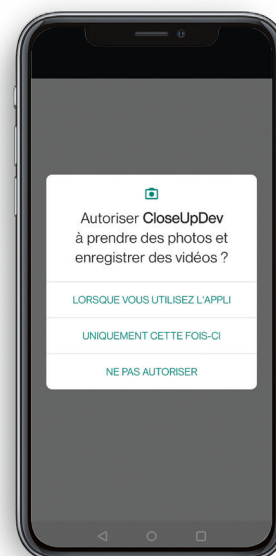 Autoriser CloseUpDev
à prendre des photos et
enregistrer des vidéos ?
LORSQUE VOUS UTILISEZ L'APPLI
UNIQUEMENT CETTE FOIS-CI
NE PAS AUTORISER